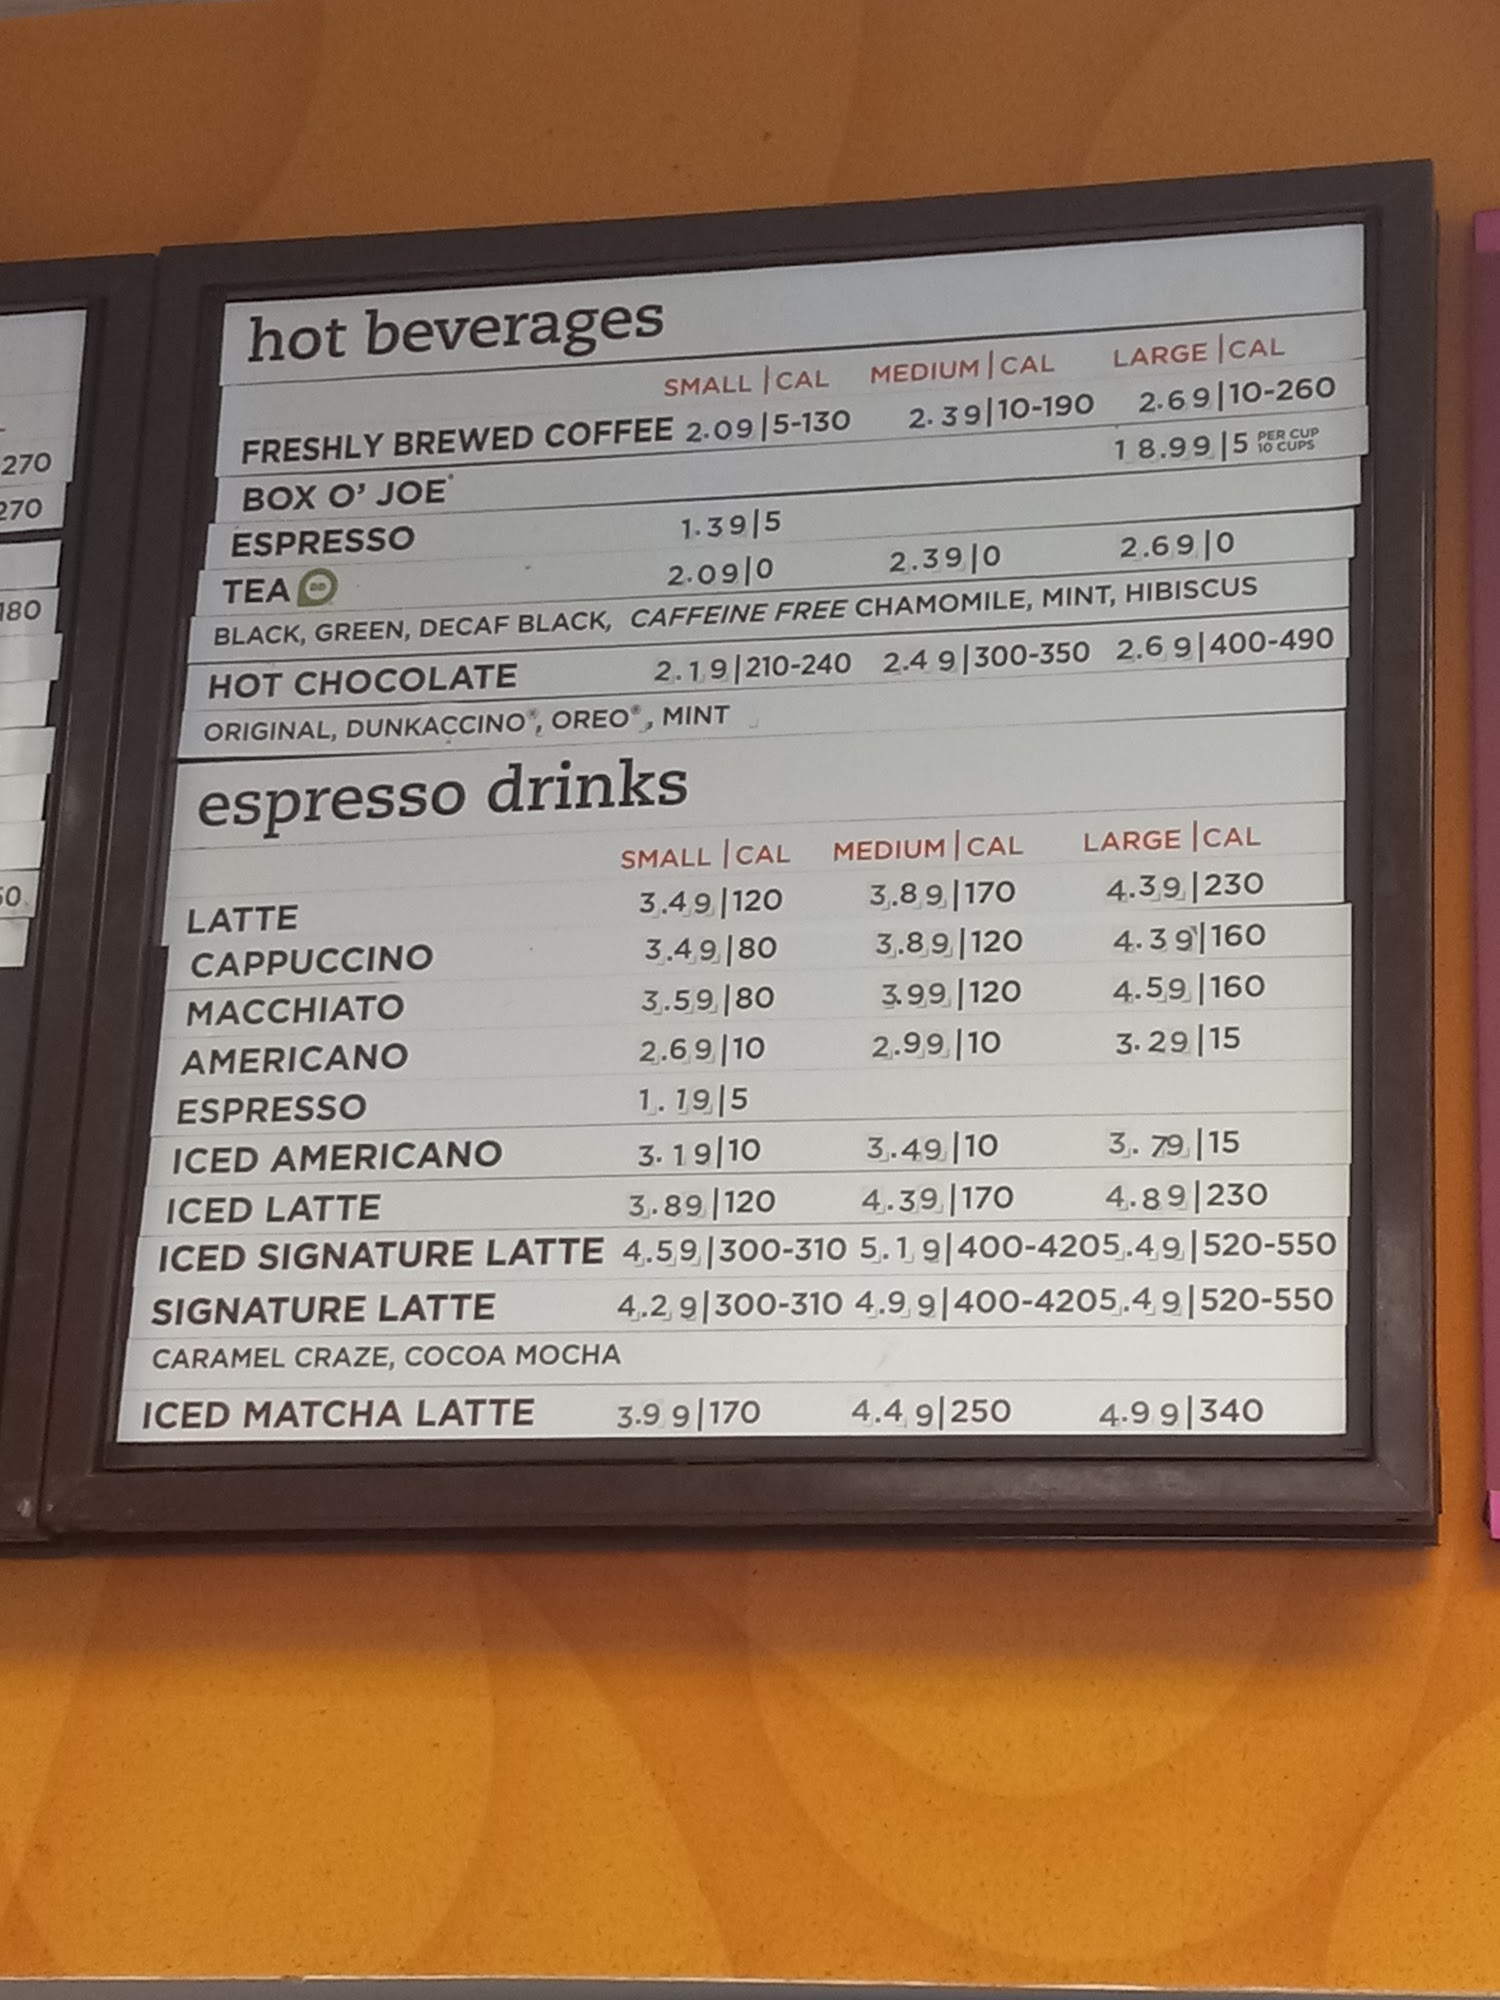 270
270
180
hot beverages
SMALL | CAL MEDIUM | CAL LARGE | CAL
FRESHLY BREWED COFFEE 2.09|5-130 2.39|10-190 2.69|10-260
BOX O' JOE® 18.99|5 PER CUP 10 CUPS
ESPRESSO 1.39|5
TEA 2.09|0 2.39|0 2.69|0
BLACK, GREEN, DECAF BLACK, CAFFEINE FREE CHAMOMILE, MINT, HIBISCUS
HOT CHOCOLATE 2.19|210-240 2.49|300-350 2.69|400-490
ORIGINAL, DUNKACCINO®, OREO®, MINT
espresso drinks
SMALL | CAL MEDIUM | CAL LARGE | CAL
LATTE 3.49|120 3.89|170 4.39|230
CAPPUCCINO 3.49|80 3.89|120 4.39|160
MACCHIATO 3.59|80 3.99|120 4.59|160
AMERICANO 2.69|10 2.99|10 3.29|15
ESPRESSO 1.19|5
ICED AMERICANO 3.19|10 3.49|10 3.79|15
ICED LATTE 3.89|120 4.39|170 4.89|230
ICED SIGNATURE LATTE 4.59|300-310 5.19|400-420 5.49|520-550
SIGNATURE LATTE 4.29|300-310 4.99|400-420 5.49|520-550
CARAMEL CRAZE, COCOA MOCHA
ICED MATCHA LATTE 3.99|170 4.49|250 4.99|340